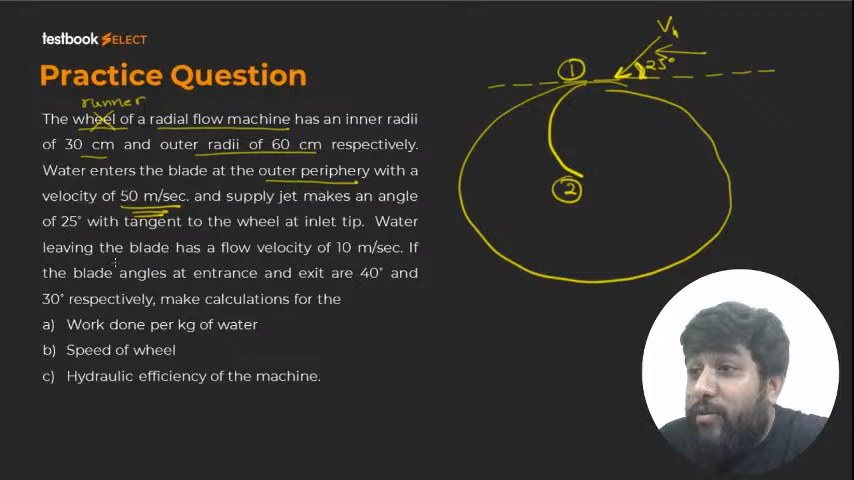 testbook SELECT
Practice Question
runner
The wheel of a radial flow machine has an inner radii
of 30 cm and outer radii of 60 cm respectively.
Water enters the blade at the outer periphery with a
velocity of 50 m/sec. and supply jet makes an angle
of 25° with tangent to the wheel at inlet tip. Water
leaving the blade has a flow velocity of 10 m/sec. If
the blade angles at entrance and exit are 40° and
30° respectively, make calculations for the
a) Work done per kg of water
b) Speed of wheel
c) Hydraulic efficiency of the machine.
V₁
25°
1
2